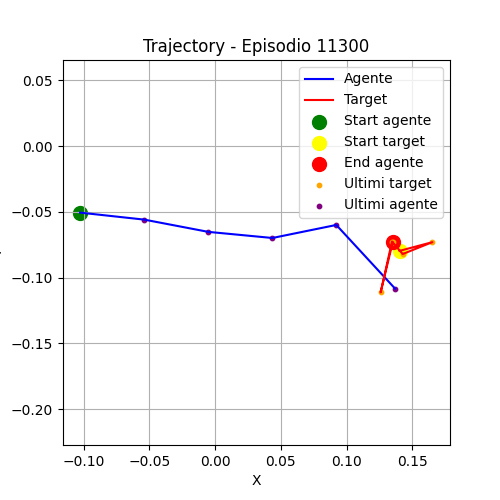 Trajectory - Episodio 11300
Agente
Target
Start agente
Start target
End agente
Ultimi target
Ultimi agente
0.05
0.00
−0.05
−0.10
−0.15
−0.20
−0.10
−0.05
0.00
0.05
0.10
0.15
X